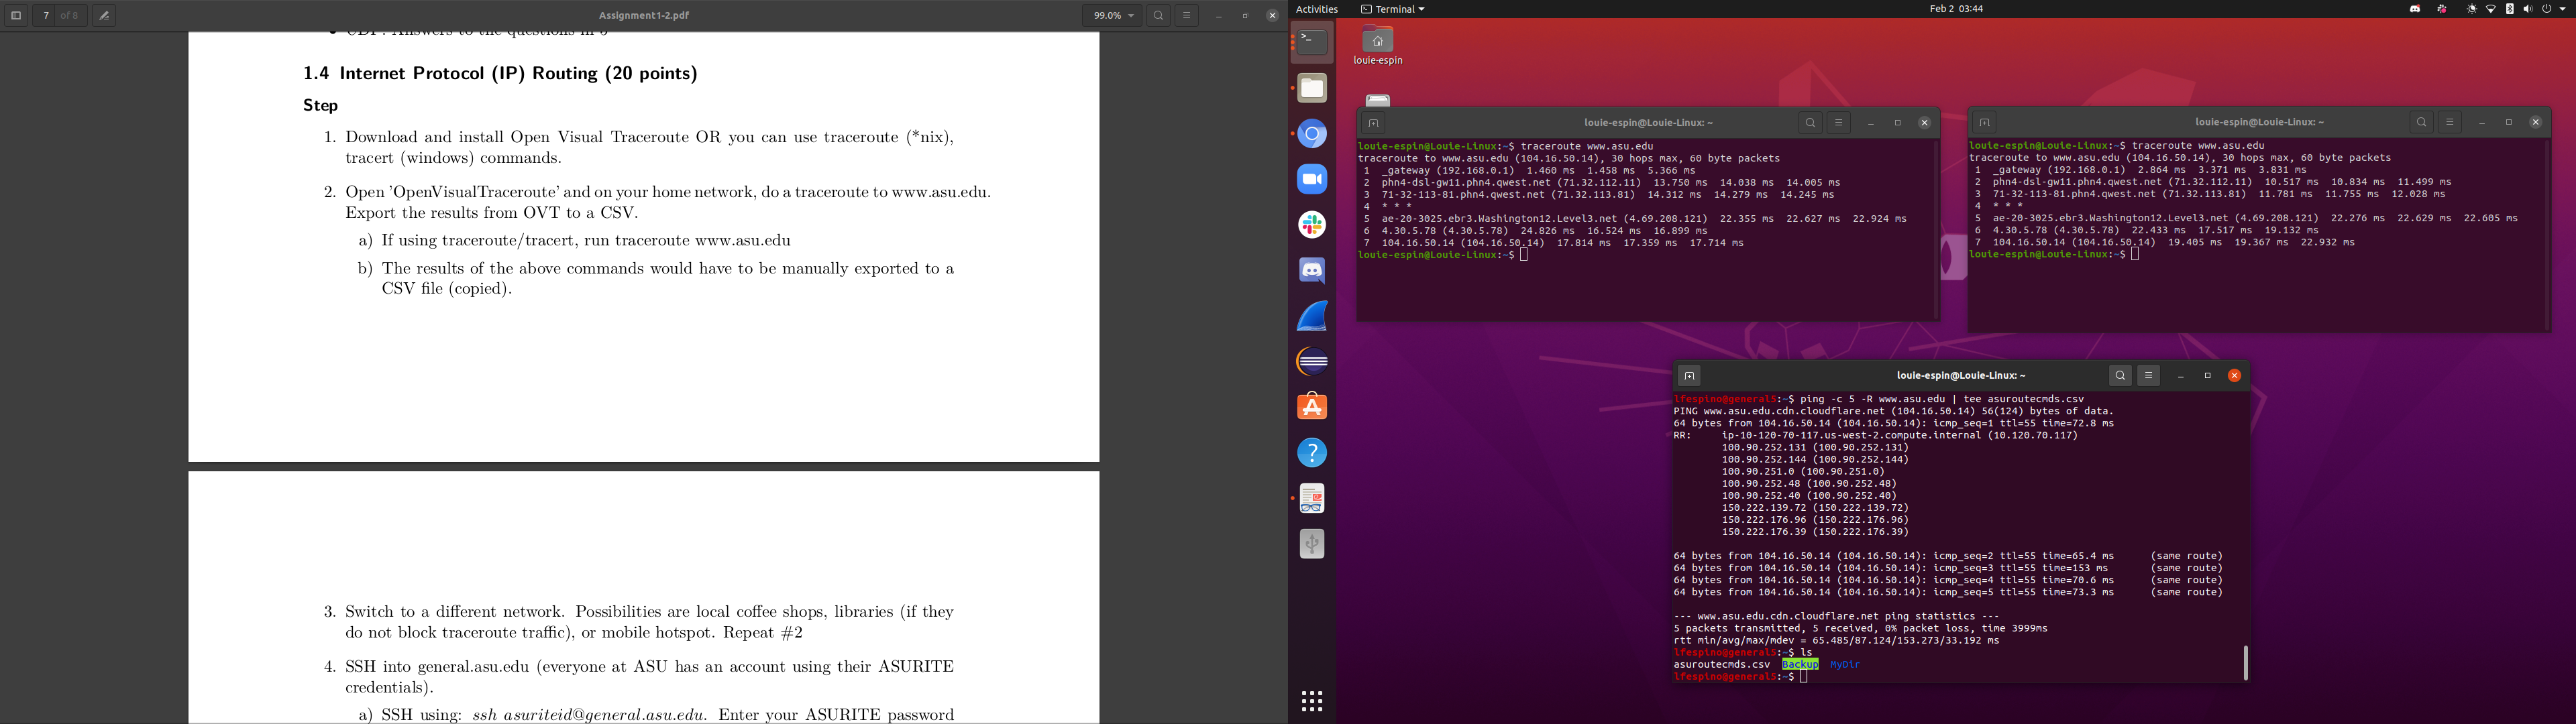 7 of 8
Assignment1-2.pdf
99.0%
1.4 Internet Protocol (IP) Routing (20 points)
Step
1. Download and install Open Visual Traceroute OR you can use traceroute (*nix),
tracert (windows) commands.
2. Open 'OpenVisualTraceroute' and on your home network, do a traceroute to www.asu.edu.
Export the results from OVT to a CSV.
a) If using traceroute/tracert, run traceroute www.asu.edu
b) The results of the above commands would have to be manually exported to a
CSV file (copied).
3. Switch to a different network. Possibilities are local coffee shops, libraries (if they
do not block traceroute traffic), or mobile hotspot. Repeat #2
4. SSH into general.asu.edu (everyone at ASU has an account using their ASURITE
credentials).
a) SSH using: ssh asuriteid@general.asu.edu. Enter your ASURITE password
Activities
Terminal
Feb 2 03:44
louie-espin
louie-espin@Louie-Linux: ~
louie-espin@Louie-Linux:~$ traceroute www.asu.edu
traceroute to www.asu.edu (104.16.50.14), 30 hops max, 60 byte packets
1 _gateway (192.168.0.1) 1.460 ms 1.458 ms 5.366 ms
2 phn4-dsl-gw11.phn4.qwest.net (71.32.112.11) 13.750 ms 14.038 ms 14.005 ms
3 71-32-113-81.phn4.qwest.net (71.32.113.81) 14.312 ms 14.279 ms 14.245 ms
4 * * *
5 ae-20-3025.ebr3.Washington12.Level3.net (4.69.208.121) 22.355 ms 22.627 ms 22.924 ms
6 4.30.5.78 (4.30.5.78) 24.826 ms 16.524 ms 16.899 ms
7 104.16.50.14 (104.16.50.14) 17.814 ms 17.359 ms 17.714 ms
louie-espin@Louie-Linux:~$
louie-espin@Louie-Linux: ~
louie-espin@Louie-Linux:~$ traceroute www.asu.edu
traceroute to www.asu.edu (104.16.50.14), 30 hops max, 60 byte packets
1 _gateway (192.168.0.1) 2.864 ms 3.371 ms 3.831 ms
2 phn4-dsl-gw11.phn4.qwest.net (71.32.112.11) 10.517 ms 10.834 ms 11.499 ms
3 71-32-113-81.phn4.qwest.net (71.32.113.81) 11.781 ms 11.755 ms 12.028 ms
4 * * *
5 ae-20-3025.ebr3.Washington12.Level3.net (4.69.208.121) 22.276 ms 22.629 ms 22.605 ms
6 4.30.5.78 (4.30.5.78) 22.433 ms 17.517 ms 19.132 ms
7 104.16.50.14 (104.16.50.14) 19.405 ms 19.367 ms 22.932 ms
louie-espin@Louie-Linux:~$
louie-espin@Louie-Linux: ~
lfespino@general5:~$ ping -c 5 -R www.asu.edu | tee asuroutecmds.csv
PING www.asu.edu.cdn.cloudflare.net (104.16.50.14) 56(124) bytes of data.
64 bytes from 104.16.50.14 (104.16.50.14): icmp_seq=1 ttl=55 time=72.8 ms
RR: ip-10-120-70-117.us-west-2.compute.internal (10.120.70.117)
100.90.252.131 (100.90.252.131)
100.90.252.144 (100.90.252.144)
100.90.251.0 (100.90.251.0)
100.90.252.48 (100.90.252.48)
100.90.252.40 (100.90.252.40)
150.222.139.72 (150.222.139.72)
150.222.176.96 (150.222.176.96)
150.222.176.39 (150.222.176.39)
64 bytes from 104.16.50.14 (104.16.50.14): icmp_seq=2 ttl=55 time=65.4 ms (same route)
64 bytes from 104.16.50.14 (104.16.50.14): icmp_seq=3 ttl=55 time=153 ms (same route)
64 bytes from 104.16.50.14 (104.16.50.14): icmp_seq=4 ttl=55 time=70.6 ms (same route)
64 bytes from 104.16.50.14 (104.16.50.14): icmp_seq=5 ttl=55 time=73.3 ms (same route)
--- www.asu.edu.cdn.cloudflare.net ping statistics ---
5 packets transmitted, 5 received, 0% packet loss, time 3999ms
rtt min/avg/max/mdev = 65.485/87.124/153.273/33.192 ms
lfespino@general5:~$ ls
asuroutecmds.csv Backup MyDir
lfespino@general5:~$